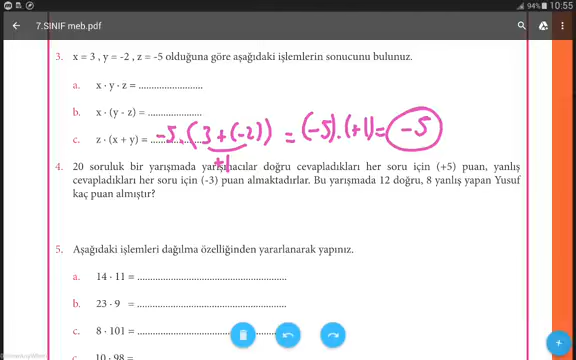 94% 10:55
7.SINIF meb.pdf
3. x = 3 , y = -2 , z = -5 olduğuna göre aşağıdaki işlemlerin sonucunu bulunuz.
a. x · y · z = ........................
b. x · (y - z) = ....................
c. z · (x + y) = .................... -5. (3 + (-2)) = (-5) . (+1) = -5
+1
4. 20 soruluk bir yarışmada yarışmacılar doğru cevapladıkları her soru için (+5) puan, yanlış
cevapladıkları her soru için (-3) puan almaktadırlar. Bu yarışmada 12 doğru, 8 yanlış yapan Yusuf
kaç puan almıştır?
5. Aşağıdaki işlemleri dağılma özelliğinden yararlanarak yapınız.
a. 14 · 11 = ........................................................
b. 23 · 9 = ........................................................
c. 8 · 101 = ........................................................
10 · 98 =